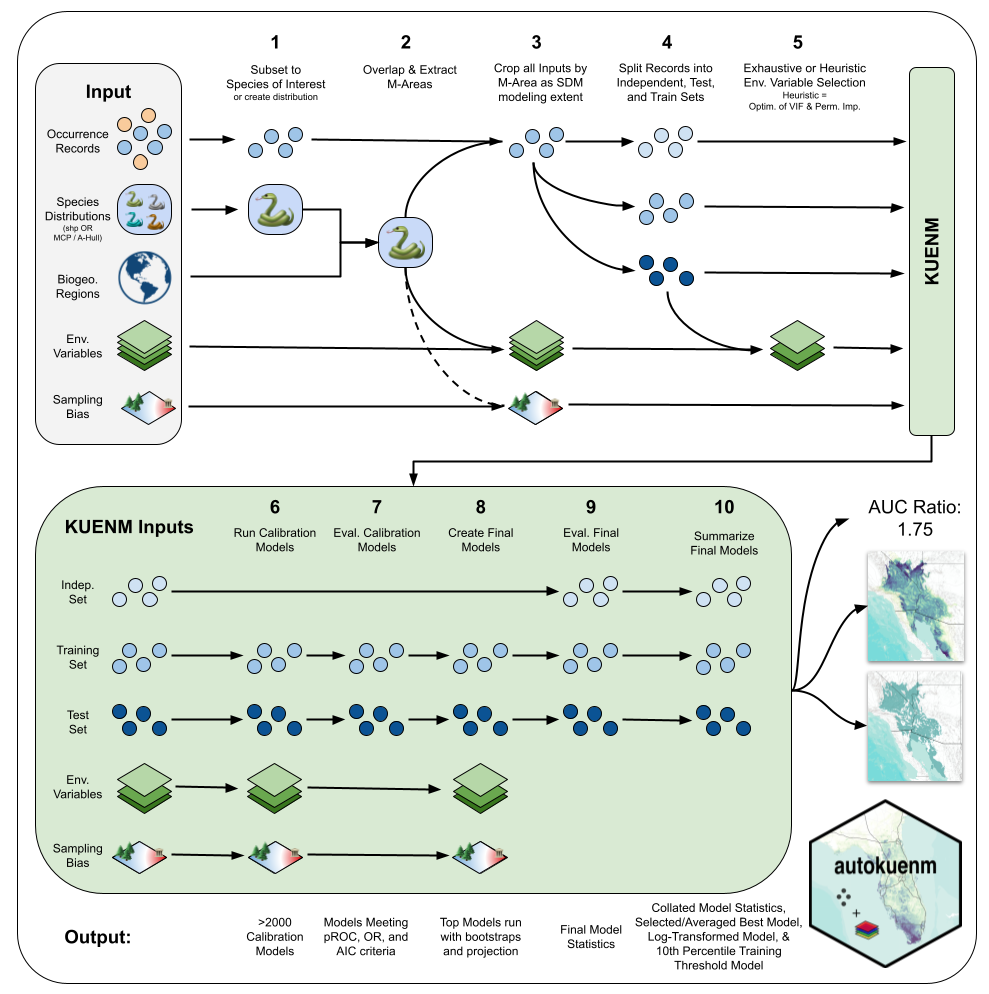 1
2
3
4
5
Subset to
Species of Interest
or create distribution
Overlap & Extract
M-Areas
Crop all Inputs by
M-Area as SDM
modeling extent
Split Records into
Independent, Test,
and Train Sets
Exhaustive or Heuristic
Env. Variable Selection
Heuristic =
Optim. of VIF & Perm. Imp.
Input
Occurrence
Records
Species
Distributions
(shp OR
MCP / A-Hull)
Biogeo.
Regions
Env.
Variables
Sampling
Bias
KUENM
KUENM Inputs
6
7
8
9
10
Run Calibration
Models
Eval. Calibration
Models
Create Final
Models
Eval. Final
Models
Summarize
Final Models
Indep.
Set
Training
Set
Test
Set
Env.
Variables
Sampling
Bias
AUC Ratio:
1.75
autokuenm
+
Output:
>2000
Calibration
Models
Models Meeting
pROC, OR, and
AIC criteria
Top Models run
with bootstraps
and projection
Final Model
Statistics
Collated Model Statistics,
Selected/Averaged Best Model,
Log-Transformed Model, &
10th Percentile Training
Threshold Model